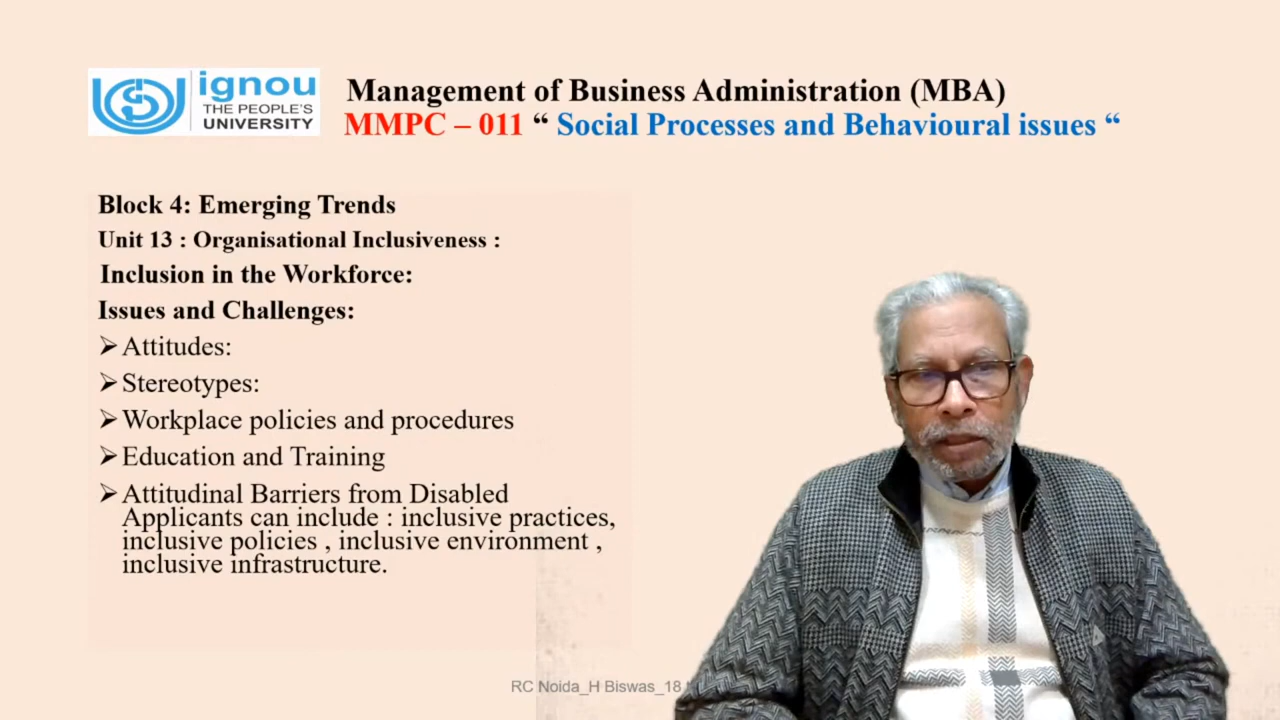 ignou
THE PEOPLE'S
UNIVERSITY
Management of Business Administration (MBA)
MMPC – 011 “ Social Processes and Behavioural issues “
Block 4: Emerging Trends
Unit 13 : Organisational Inclusiveness :
Inclusion in the Workforce:
Issues and Challenges:
➢Attitudes:
➢Stereotypes:
➢Workplace policies and procedures
➢Education and Training
➢Attitudinal Barriers from Disabled
Applicants can include : inclusive practices,
inclusive policies , inclusive environment ,
inclusive infrastructure.
RC Noida_H Biswas_18